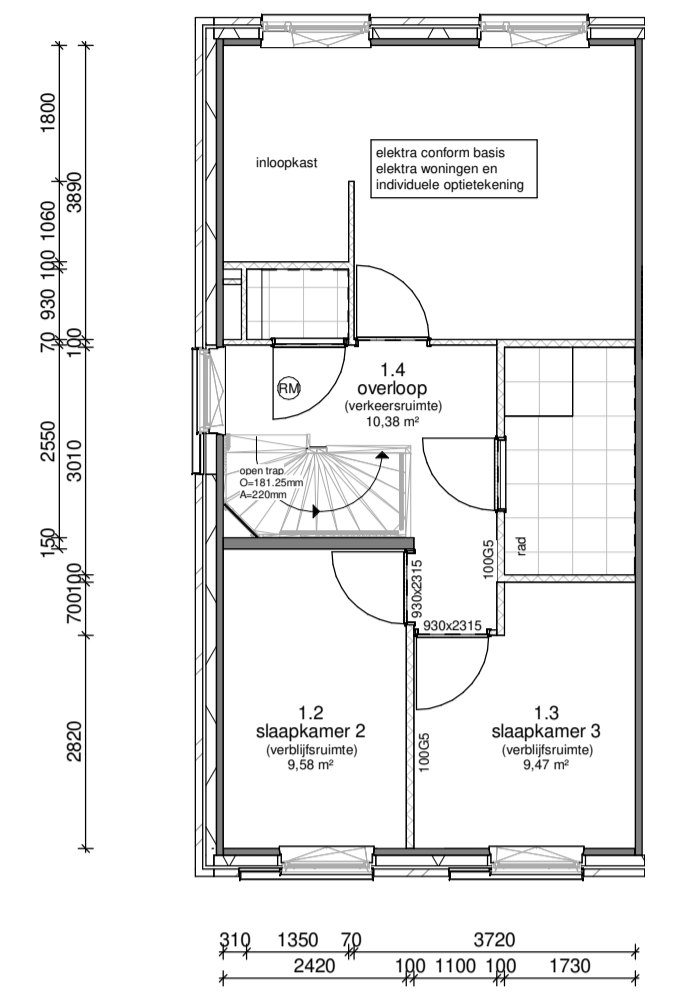 1800
3890
1060
100
930
70
100
2550
3010
150
100
700
2820
inloopkast
elektra conform basis
elektra woningen en
individuele optietekening
RM
1.4
overloop
(verkeersruimte)
10,38 m²
open trap
O=181.25mm
A=220mm
100G5
rad
930x2315
930x2315
1.2
slaapkamer 2
(verblijfsruimte)
9,58 m²
100G5
1.3
slaapkamer 3
(verblijfsruimte)
9,47 m²
310 1350 70 3720
2420 100 1100 100 1730